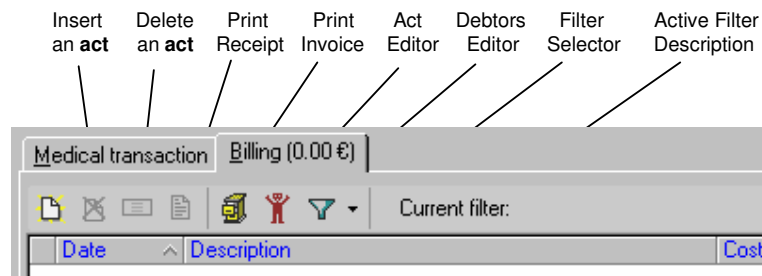 Insert Delete Print Print Act Debtors Filter Active Filter
an act an act Receipt Invoice Editor Editor Selector Description
Medical transaction Billing (0.00 €)
Current filter:
Date Description Cost